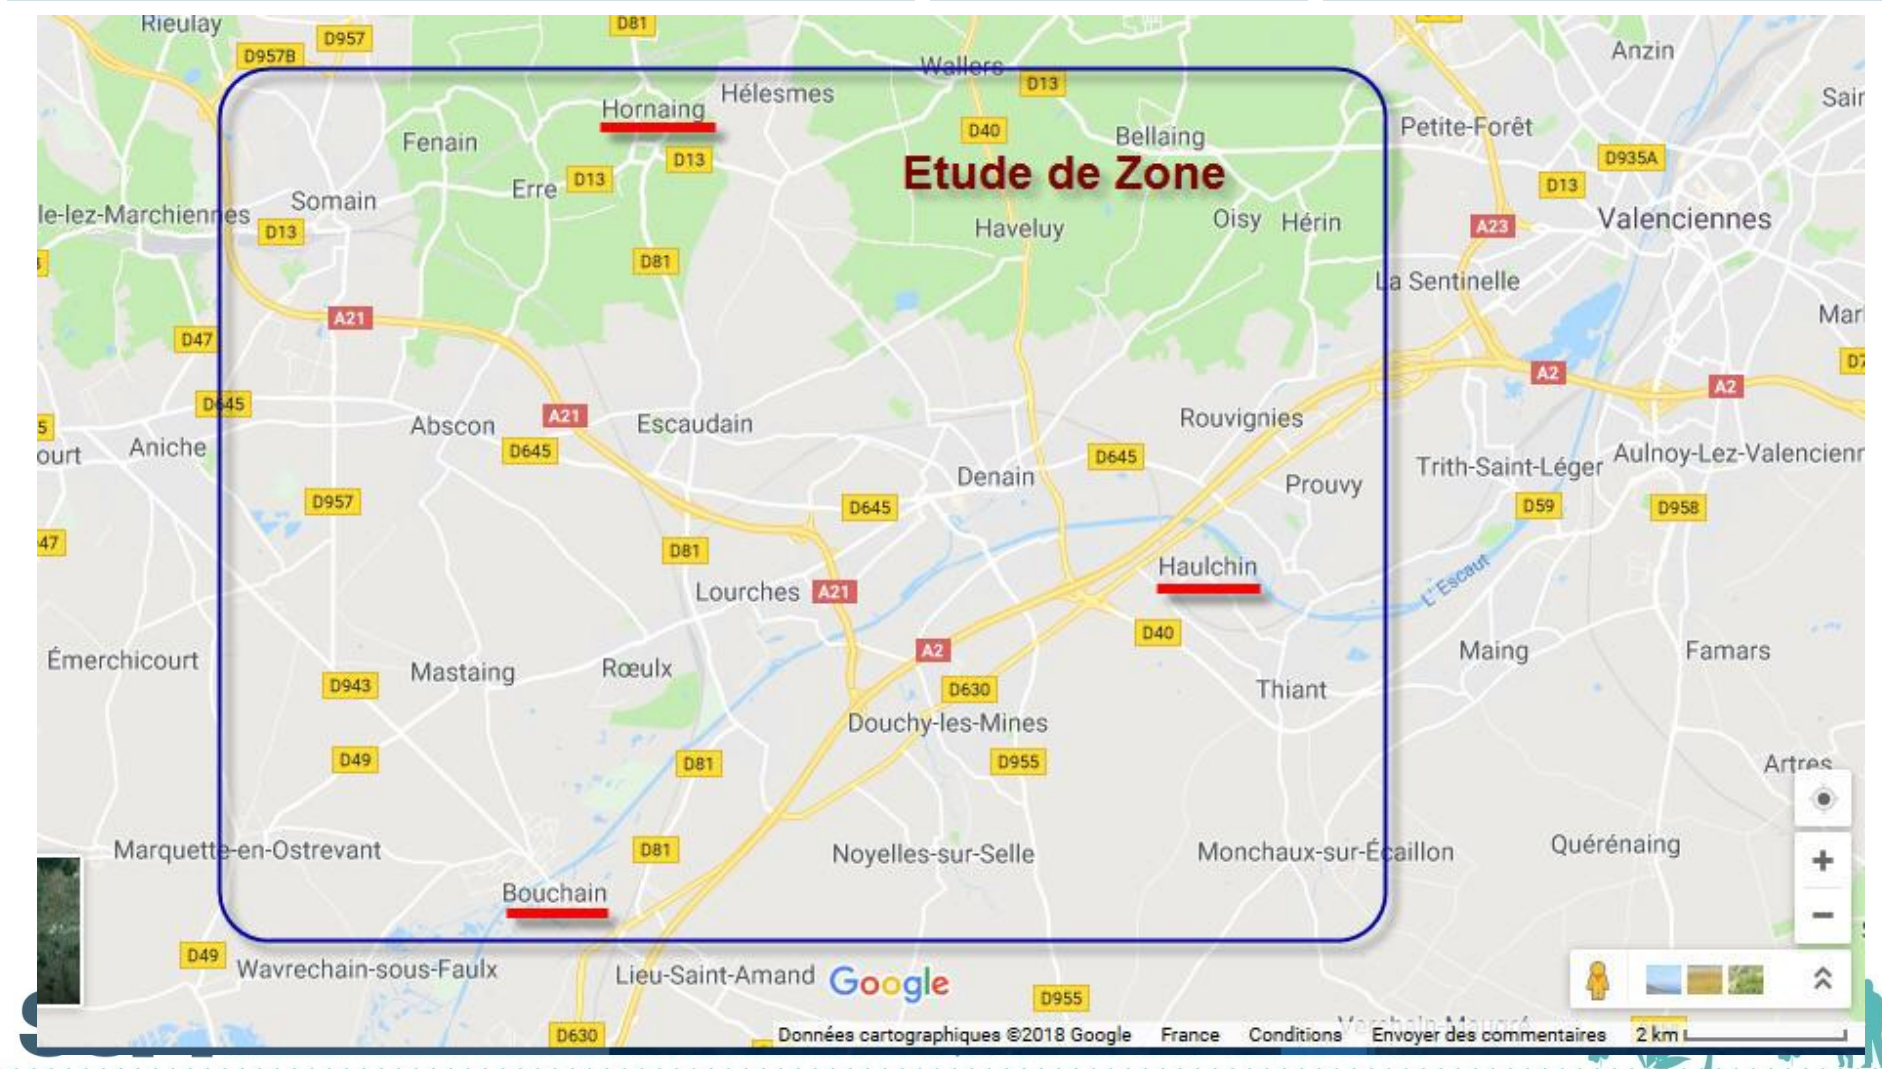 Rieulay
D957
D81
D957B
Anzin
Wallers
D13
Hélesmes
Hornaing
Petite-Forêt
D40
Bellaing
Fenain
D13
D935A
Etude de Zone
Erre
D13
D13
Somain
le-lez-Marchiennes
D13
Haveluy
Oisy
Hérin
A23
Valenciennes
D81
La Sentinelle
A21
D47
A2
A2
D645
Abscon
A21
Escaudain
Rouvignies
Aniche
D645
D645
Denain
Prouvy
Trith-Saint-Léger
Aulnoy-Lez-Valencienn
D957
D645
D59
D958
47
D81
Haulchin
Lourches
A21
L'Escaut
D40
A2
Émerchicourt
Mastaing
Rœulx
Maing
Famars
D943
D630
Thiant
Douchy-les-Mines
D49
D81
D955
Artres
Marquette-en-Ostrevant
D81
Noyelles-sur-Selle
Monchaux-sur-Écaillon
Quérénaing
Bouchain
D49
Wavrechain-sous-Faulx
Lieu-Saint-Amand
Google
D955
D630
Données cartographiques ©2018 Google France Conditions Envoyer des commentaires 2 km